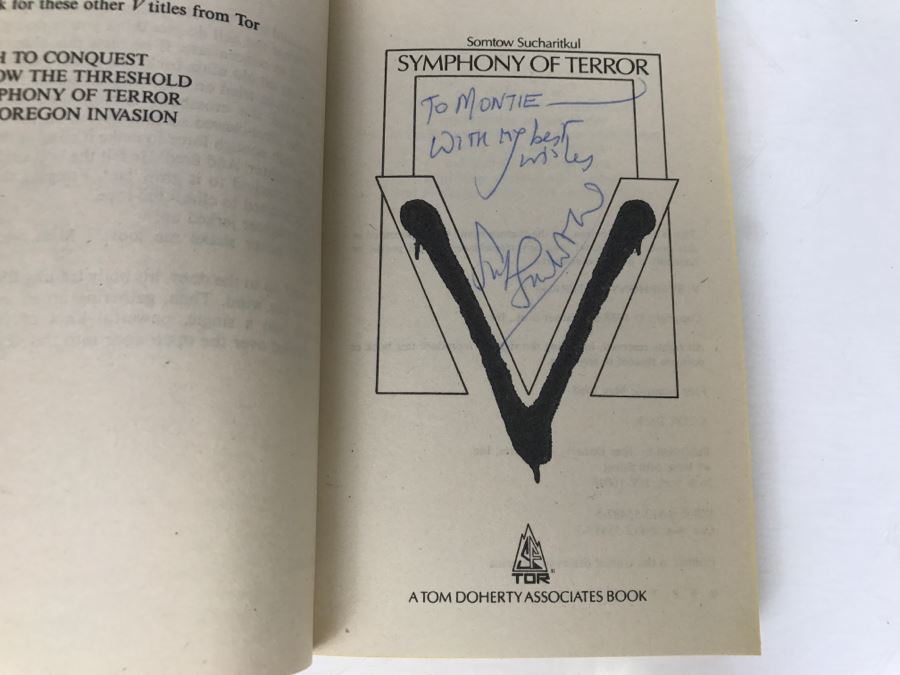 k for these other V titles from Tor
H TO CONQUEST
OW THE THRESHOLD
PHONY OF TERROR
OREGON INVASION
Somtow Sucharitkul
SYMPHONY OF TERROR
TO MONTIE
WITH my best
wishes
TOR
A TOM DOHERTY ASSOCIATES BOOK